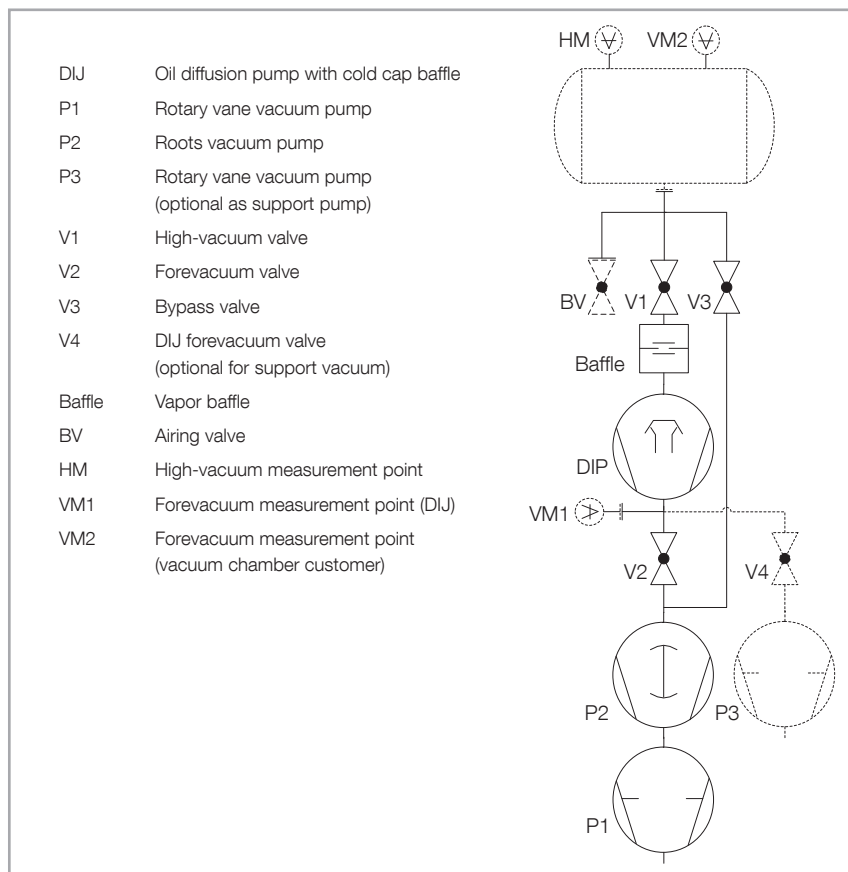 DIJ Oil diffusion pump with cold cap baffle
P1 Rotary vane vacuum pump
P2 Roots vacuum pump
P3 Rotary vane vacuum pump
(optional as support pump)
V1 High-vacuum valve
V2 Forevacuum valve
V3 Bypass valve
V4 DIJ forevacuum valve
(optional for support vacuum)
Baffle Vapor baffle
BV Airing valve
HM High-vacuum measurement point
VM1 Forevacuum measurement point (DIJ)
VM2 Forevacuum measurement point
(vacuum chamber customer)
HM VM2
BV V1 V3
Baffle
DIP
VM1
V2 V4
P2 P3
P1